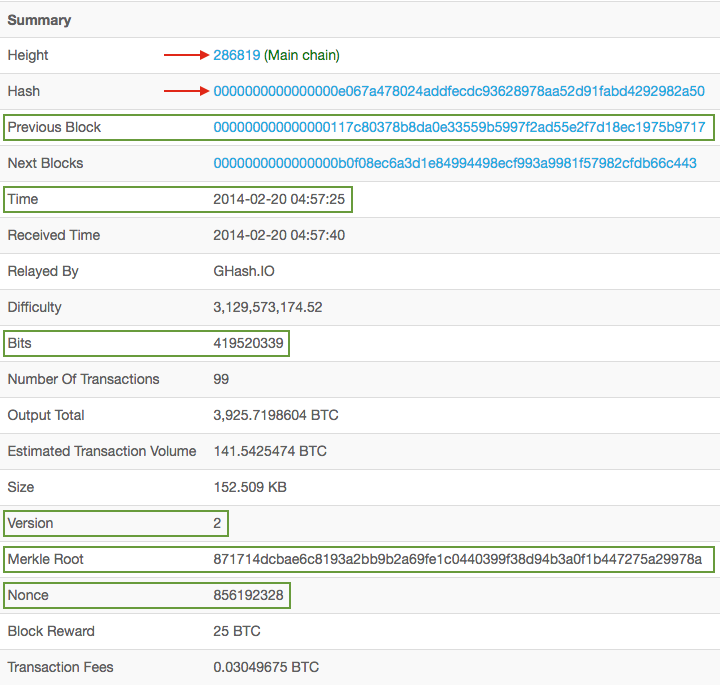 Summary
Height 286819 (Main chain)
Hash 0000000000000000e067a478024addfecdc93628978aa52d91fabd4292982a50
Previous Block 000000000000000117c80378b8da0e33559b5997f2ad55e2f7d18ec1975b9717
Next Blocks 0000000000000000b0f08ec6a3d1e84994498ecf993a9981f57982cfdb66c443
Time 2014-02-20 04:57:25
Received Time 2014-02-20 04:57:40
Relayed By GHash.IO
Difficulty 3,129,573,174.52
Bits 419520339
Number Of Transactions 99
Output Total 3,925.7198604 BTC
Estimated Transaction Volume 141.5425474 BTC
Size 152.509 KB
Version 2
Merkle Root 871714dcbae6c8193a2bb9b2a69fe1c0440399f38d94b3a0f1b447275a29978a
Nonce 856192328
Block Reward 25 BTC
Transaction Fees 0.03049675 BTC